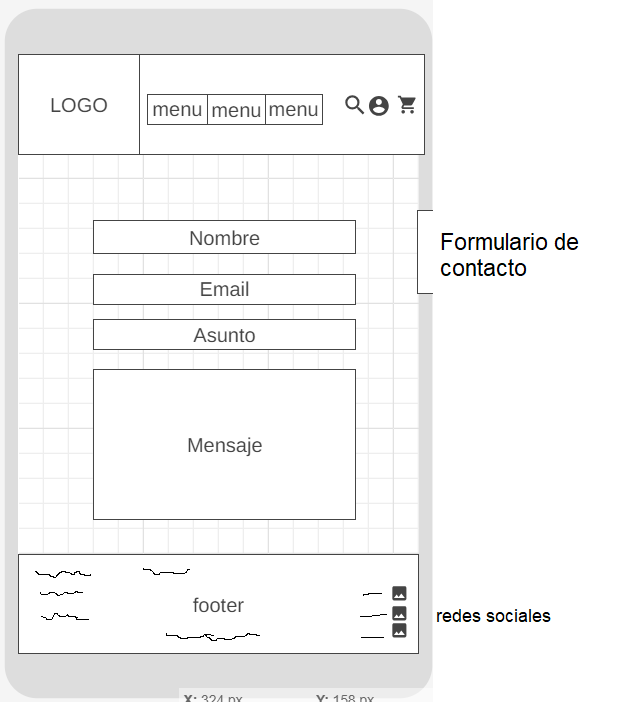 LOGO
menu menu menu
Nombre
Formulario de
contacto
Email
Asunto
Mensaje
footer
redes sociales
X: 324 px Y: 158 px